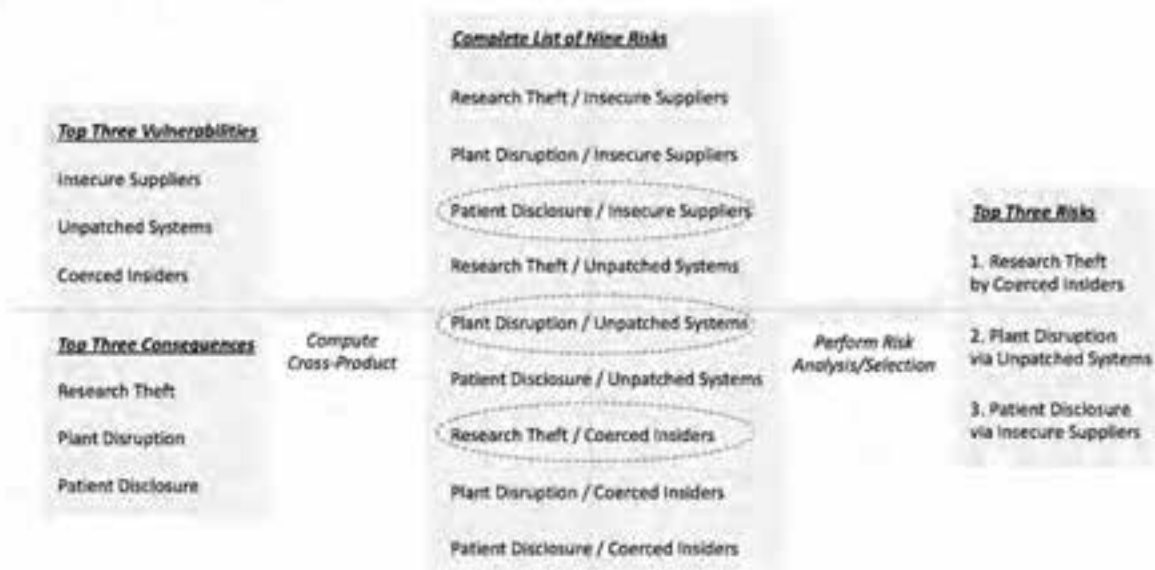 Top Three Vulnerabilities
Insecure Suppliers
Unpatched Systems
Coerced Insiders
Top Three Consequences
Research Theft
Plant Disruption
Patient Disclosure
Compute
Cross-Product
Complete List of Nine Risks
Research Theft / Insecure Suppliers
Plant Disruption / Insecure Suppliers
Patient Disclosure / Insecure Suppliers
Research Theft / Unpatched Systems
Plant Disruption / Unpatched Systems
Patient Disclosure / Unpatched Systems
Research Theft / Coerced Insiders
Plant Disruption / Coerced Insiders
Patient Disclosure / Coerced Insiders
Perform Risk
Analysis/Selection
Top Three Risks
1. Research Theft
by Coerced Insiders
2. Plant Disruption
via Unpatched Systems
3. Patient Disclosure
via Insecure Suppliers